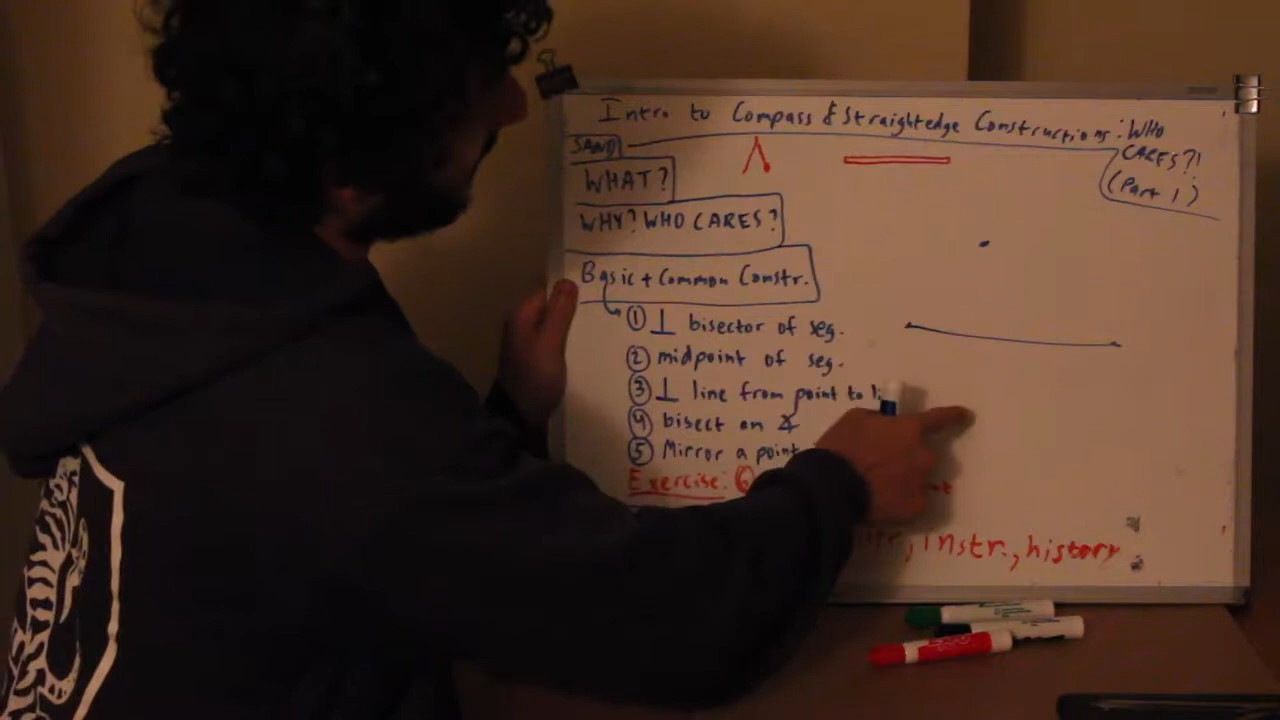 Intro to Compass & Straightedge Constructions: WHO
CARES?!
(Part 1)
SAND
WHAT?
WHY? WHO CARES?
Basic + Common Constr.
① ⊥ bisector of seg.
② midpoint of seg.
③ ⊥ line from point to
④ bisect an ∡
⑤ Mirror a point
Exercise: ⑥
instr., history